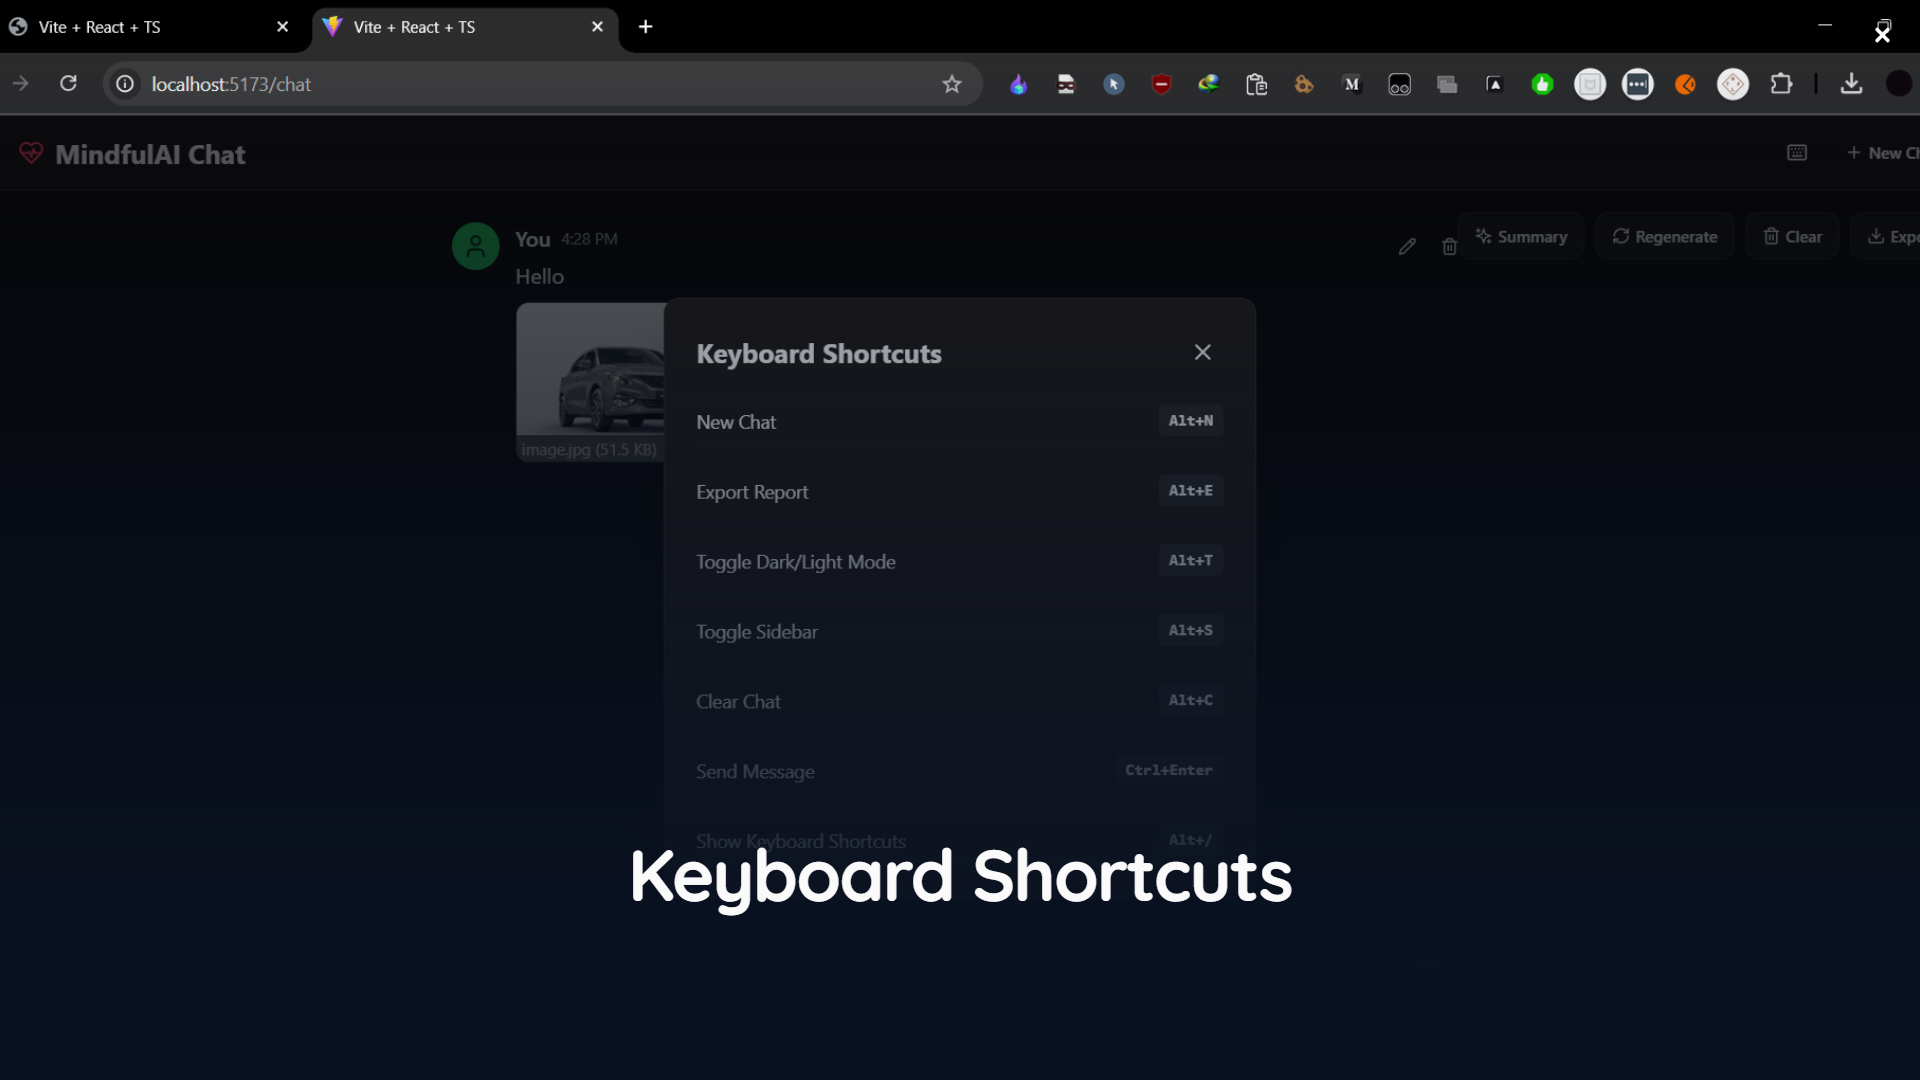 Vite + React + TS
Vite + React + TS
localhost:5173/chat
MindfulAI Chat
New Ch
You 4:28 PM
Summary
Regenerate
Clear
Expo
Hello
image.jpg (51.5 KB)
Keyboard Shortcuts
New Chat Alt+N
Export Report Alt+E
Toggle Dark/Light Mode Alt+T
Toggle Sidebar Alt+S
Clear Chat Alt+C
Send Message Ctrl+Enter
Show Keyboard Shortcuts Alt+/
Keyboard Shortcuts